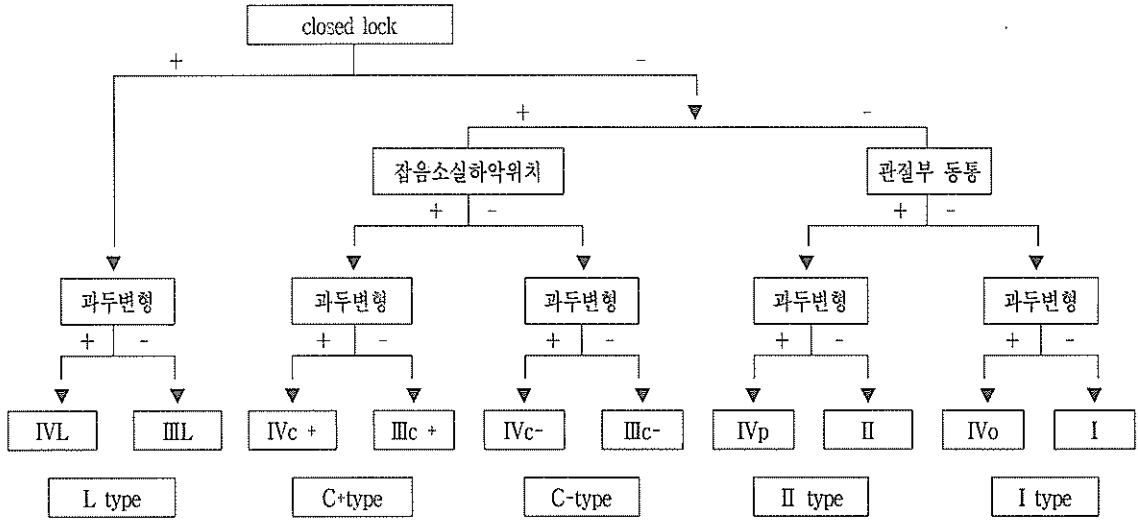 closed lock
+ -
+ -
잡음소실하악위치 관절부 동통
+ - + -
과두변형 과두변형 과두변형 과두변형 과두변형
+ - + - + - + - + -
IVL ⅢL IVc + Ⅲc + IVc- Ⅲc- IVp Ⅱ IVo I
L type C+type C-type Ⅱ type I type